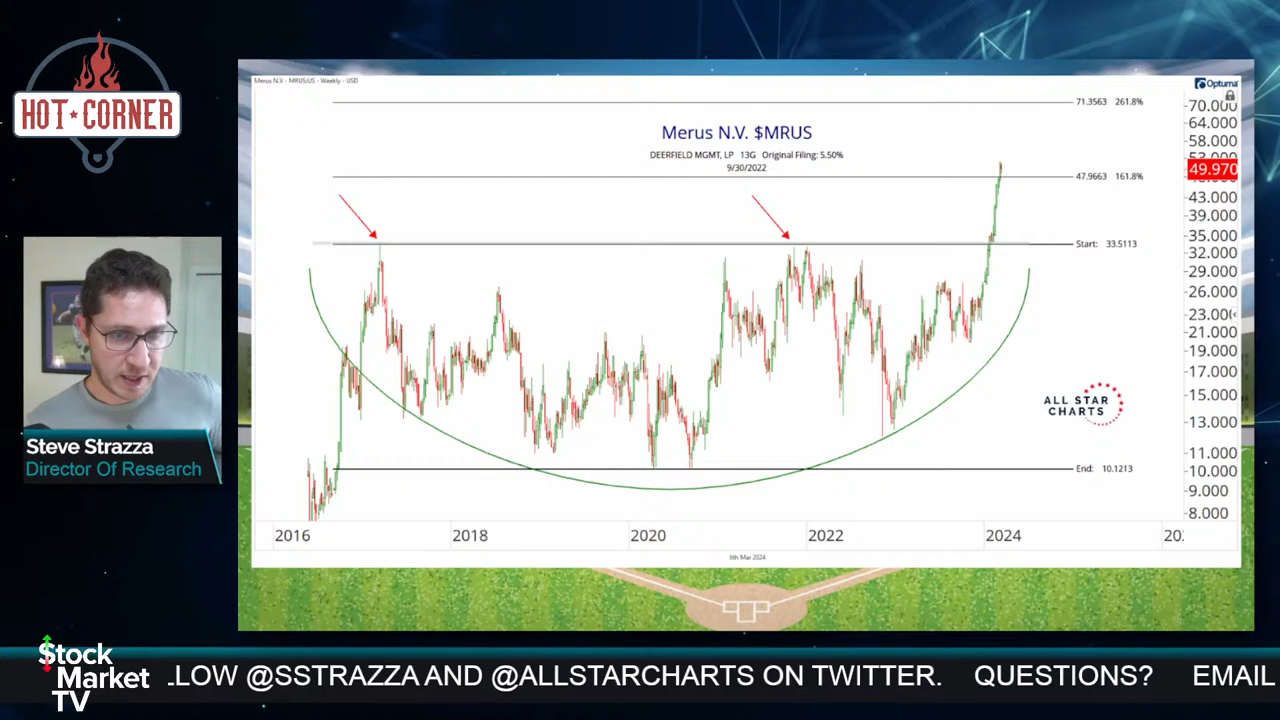 HOT★CORNER
Merus N.V - MRUS:US - Weekly - USD
Optuma
71.3563 261.8%
Merus N.V. $MRUS
DEERFIELD MGMT, LP 13G Original Filing: 5.50%
9/30/2022
47.9663 161.8%
Start: 33.5113
End: 10.1213
70.000
64.000
58.000
49.970
43.000
39.000
35.000
32.000
29.000
26.000
23.000
21.000
19.000
17.000
15.000
13.000
11.000
10.000
9.000
8.000
ALL STAR
CHARTS
2016 2018 2020 2022 2024
6th Mar 2024
Steve Strazza
Director Of Research
$tock
Market
TV
LOW @SSTRAZZA AND @ALLSTARCHARTS ON TWITTER. QUESTIONS? EMAIL